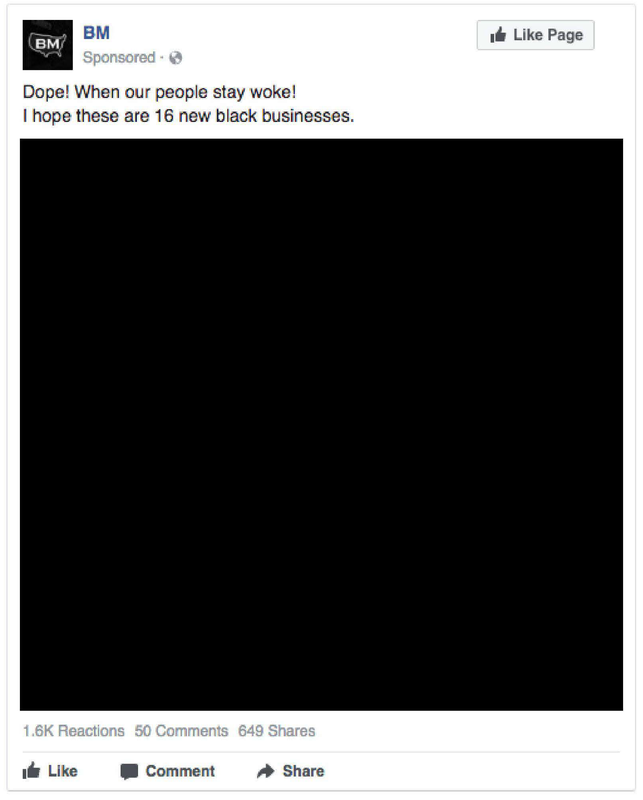 BM
BM
Like Page
Sponsored ·
Dope! When our people stay woke!
I hope these are 16 new black businesses.
1.6K Reactions 50 Comments 649 Shares
Like Comment Share